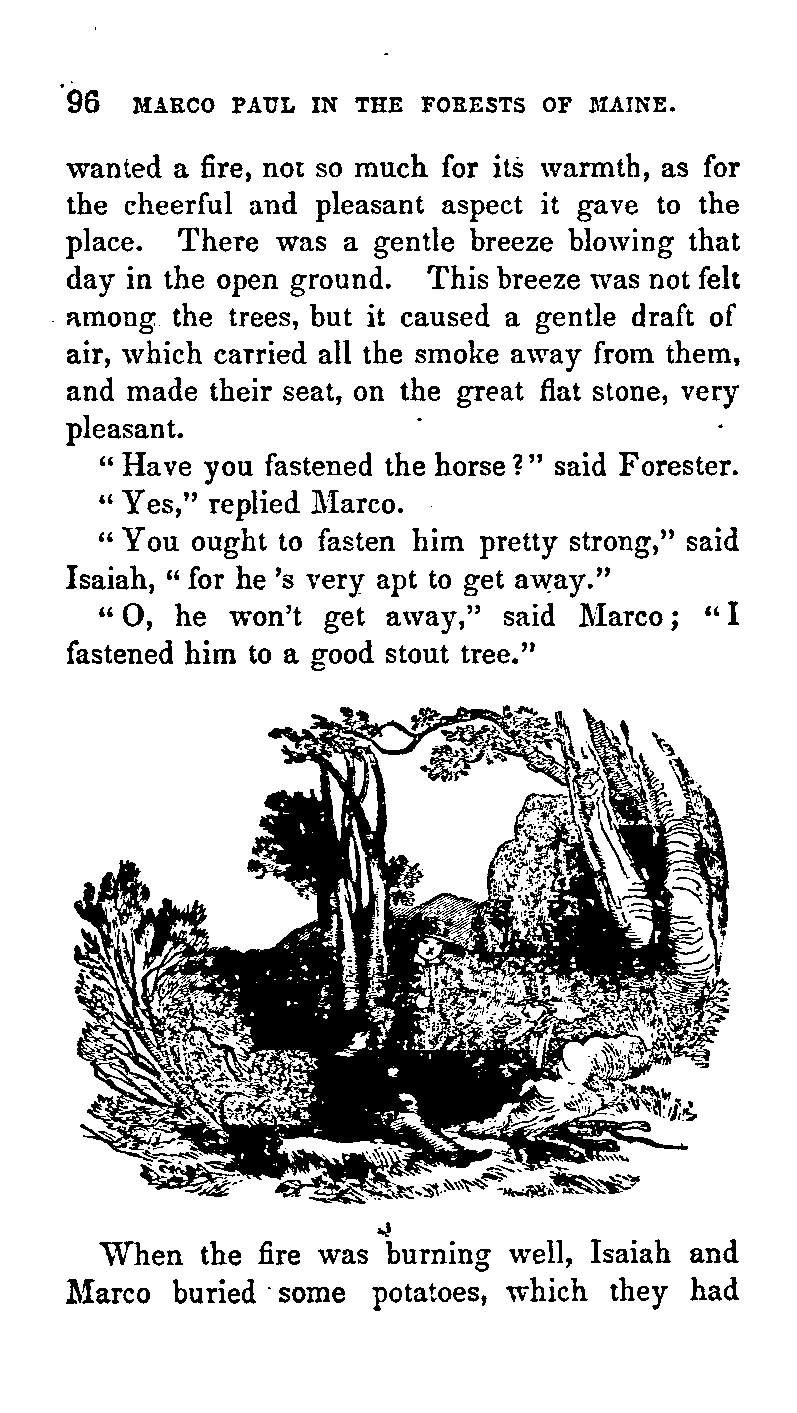 96 MARCO PAUL IN THE FORESTS OF MAINE.
wanted a fire, not so much for its warmth, as for
the cheerful and pleasant aspect it gave to the
place. There was a gentle breeze blowing that
day in the open ground. This breeze was not felt
among the trees, but it caused a gentle draft of
air, which carried all the smoke away from them,
and made their seat, on the great flat stone, very
pleasant.
“ Have you fastened the horse ? ” said Forester.
“ Yes,” replied Marco.
“ You ought to fasten him pretty strong,” said
Isaiah, “ for he ’s very apt to get away.”
“ O, he won’t get away,” said Marco ; “ I
fastened him to a good stout tree.”
When the fire was burning well, Isaiah and
Marco buried some potatoes, which they had